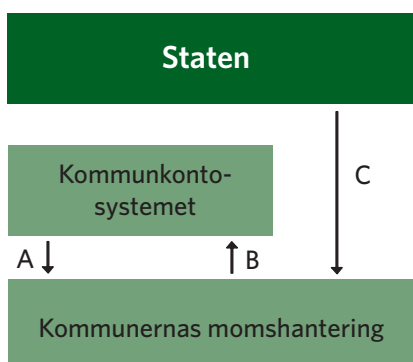 Staten
Kommunkonto-
systemet
C
A
B
Kommunernas momshantering